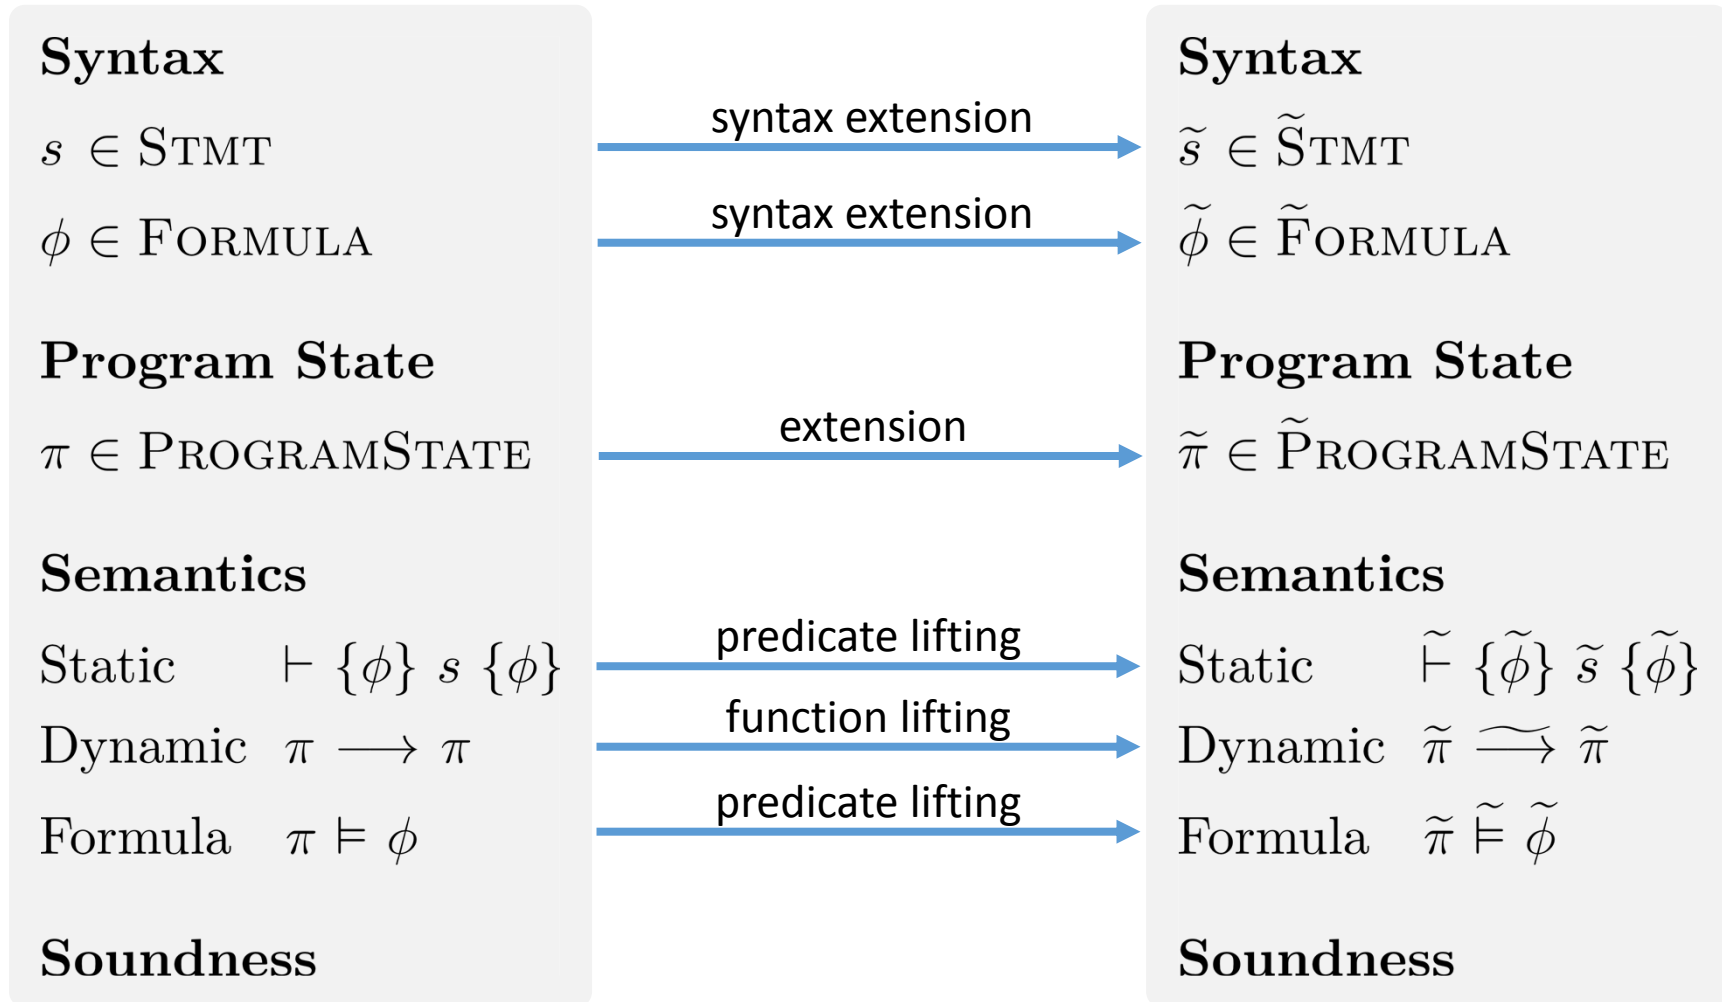 Syntax
s ∈ STMT
ϕ ∈ FORMULA
Program State
π ∈ PROGRAMSTATE
Semantics
Static ⊢ {ϕ} s {ϕ}
Dynamic π ⟶ π
Formula π ⊨ ϕ
Soundness
syntax extension
syntax extension
extension
predicate lifting
function lifting
predicate lifting
Syntax
s̃ ∈ S̃TMT
ϕ̃ ∈ F̃ORMULA
Program State
π̃ ∈ P̃ROGRAMSTATE
Semantics
Static ⊢̃ {ϕ̃} s̃ {ϕ̃}
Dynamic π̃ ⟶̃ π̃
Formula π̃ ⊨̃ ϕ̃
Soundness